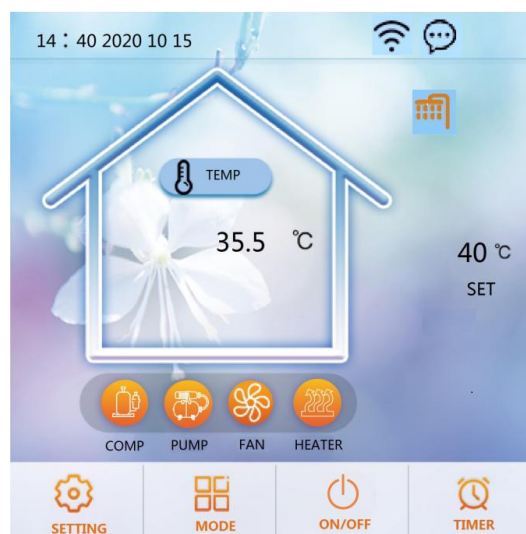 14：40 2020 10 15
TEMP
35.5 ℃
40 ℃
SET
COMP PUMP FAN HEATER
SETTING MODE ON/OFF TIMER